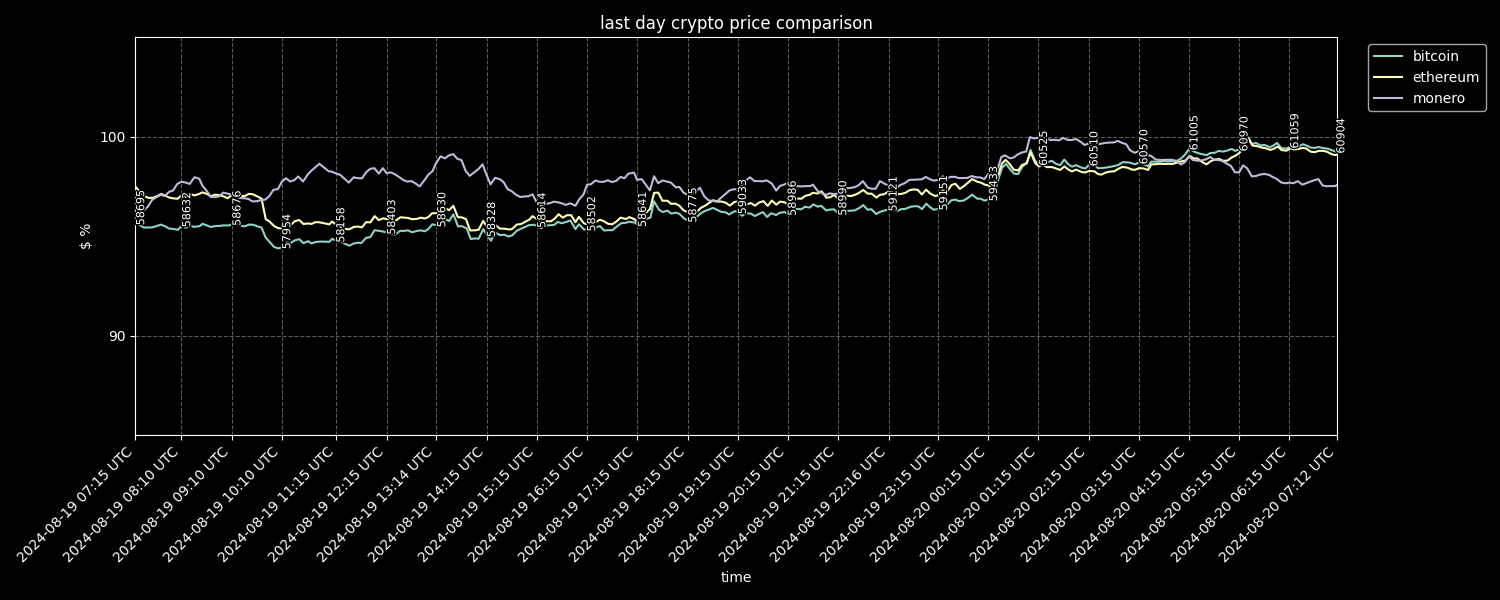 last day crypto price comparison
bitcoin
ethereum
monero
$ %
100
90
58695
58632
58676
57954
58158
58403
58630
58328
58614
58502
58641
58775
59033
58986
58990
59121
59151
59433
60525
60510
60570
61005
60970
61059
60904
2024-08-19 07:15 UTC
2024-08-19 08:10 UTC
2024-08-19 09:10 UTC
2024-08-19 10:10 UTC
2024-08-19 11:15 UTC
2024-08-19 12:15 UTC
2024-08-19 13:14 UTC
2024-08-19 14:15 UTC
2024-08-19 15:15 UTC
2024-08-19 16:15 UTC
2024-08-19 17:15 UTC
2024-08-19 18:15 UTC
2024-08-19 19:15 UTC
2024-08-19 20:15 UTC
2024-08-19 21:15 UTC
2024-08-19 22:16 UTC
2024-08-19 23:15 UTC
2024-08-20 00:15 UTC
2024-08-20 01:15 UTC
2024-08-20 02:15 UTC
2024-08-20 03:15 UTC
2024-08-20 04:15 UTC
2024-08-20 05:15 UTC
2024-08-20 06:15 UTC
2024-08-20 07:12 UTC
time